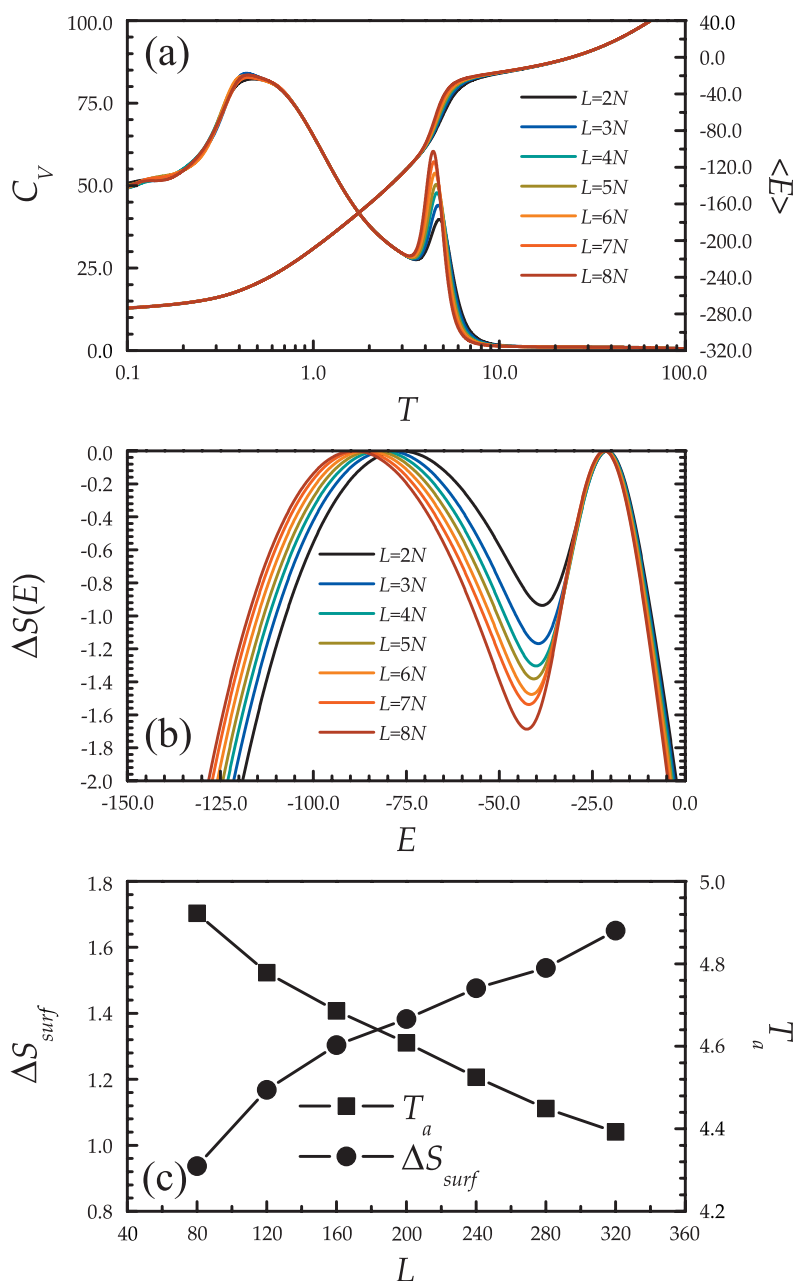 (a)
100.0
75.0
50.0
25.0
0.0
C_V
40.0
0.0
-40.0
-80.0
-120.0
-160.0
-200.0
-240.0
-280.0
-320.0
<E>
L=2N
L=3N
L=4N
L=5N
L=6N
L=7N
L=8N
0.1 1.0 10.0 100.0
T
0.0
-0.2
-0.4
-0.6
-0.8
-1.0
-1.2
-1.4
-1.6
-1.8
-2.0
ΔS(E)
L=2N
L=3N
L=4N
L=5N
L=6N
L=7N
L=8N
(b)
-150.0 -125.0 -100.0 -75.0 -50.0 -25.0 0.0
E
1.8
1.6
1.4
1.2
1.0
0.8
ΔS_surf
5.0
4.8
4.6
4.4
4.2
T_a
T_a
ΔS_surf
(c)
40 80 120 160 200 240 280 320 360
L